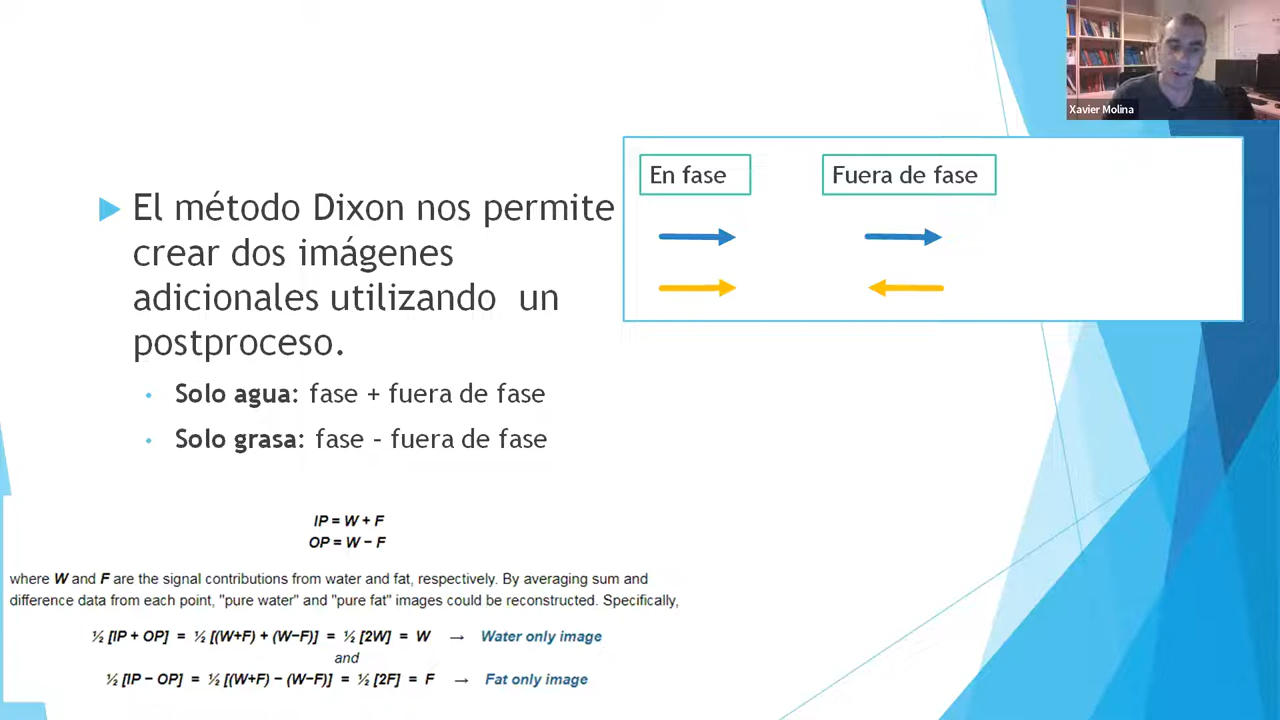 Xavier Molina
En fase
Fuera de fase
El método Dixon nos permite
crear dos imágenes
adicionales utilizando un
postproceso.
Solo agua: fase + fuera de fase
Solo grasa: fase - fuera de fase
IP = W + F
OP = W − F
where W and F are the signal contributions from water and fat, respectively. By averaging sum and
difference data from each point, "pure water" and "pure fat" images could be reconstructed. Specifically,
½ [IP + OP] = ½ [(W+F) + (W−F)] = ½ [2W] = W → Water only image
and
½ [IP − OP] = ½ [(W+F) − (W−F)] = ½ [2F] = F → Fat only image